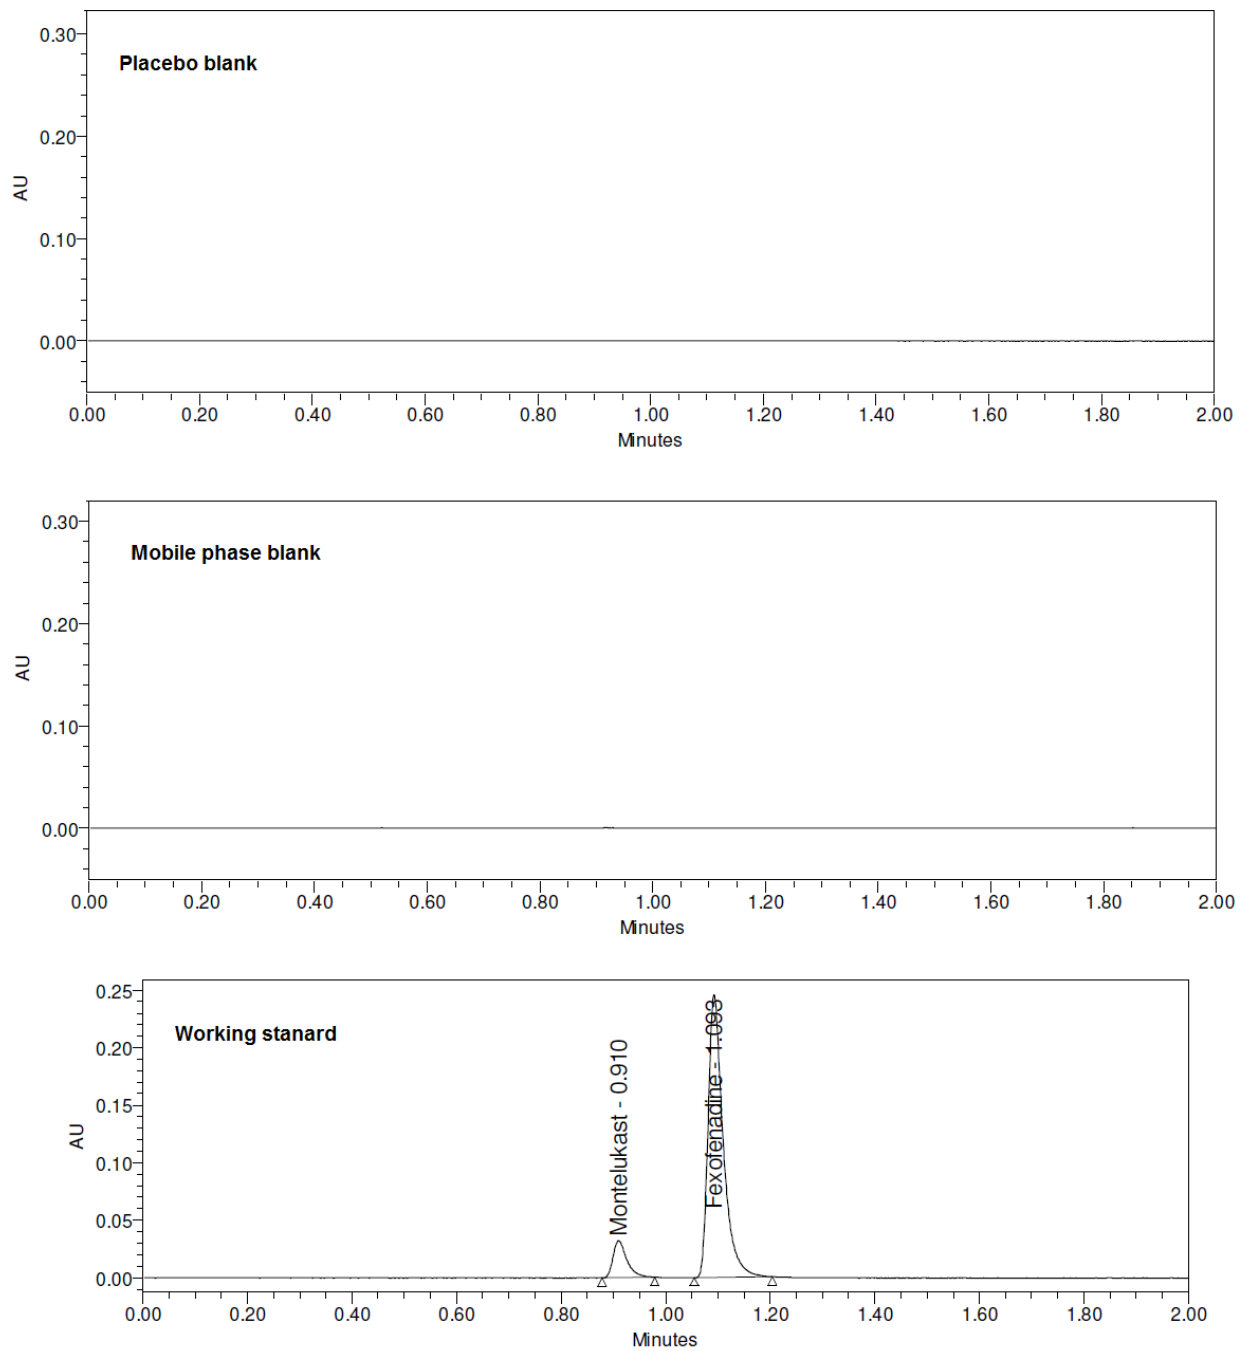 0.30
Placebo blank
0.20
AU
0.10
0.00
0.00 0.20 0.40 0.60 0.80 1.00 1.20 1.40 1.60 1.80 2.00
Minutes
0.30
Mobile phase blank
0.20
AU
0.10
0.00
0.00 0.20 0.40 0.60 0.80 1.00 1.20 1.40 1.60 1.80 2.00
Minutes
0.25
Working stanard
0.20
0.15
AU
0.10
0.05
0.00
Montelukast - 0.910
Fexofenadine - 1.093
0.00 0.20 0.40 0.60 0.80 1.00 1.20 1.40 1.60 1.80 2.00
Minutes